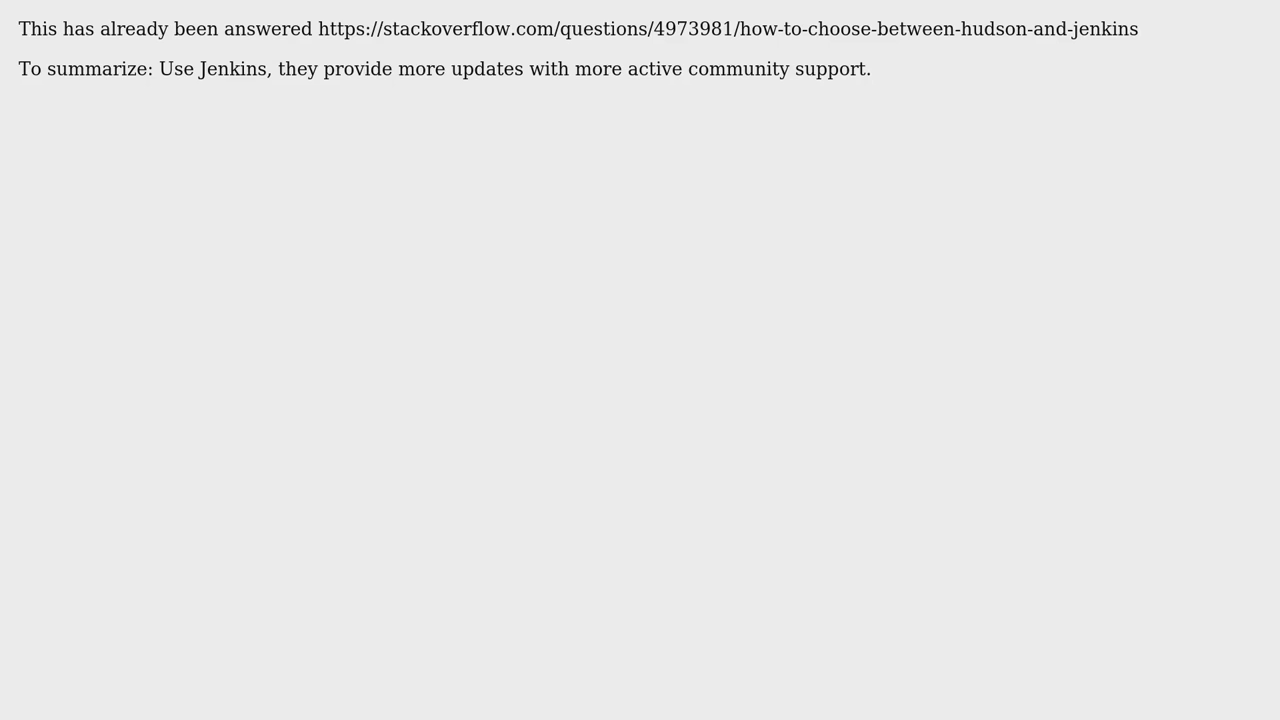 This has already been answered https://stackoverflow.com/questions/4973981/how-to-choose-between-hudson-and-jenkins
To summarize: Use Jenkins, they provide more updates with more active community support.